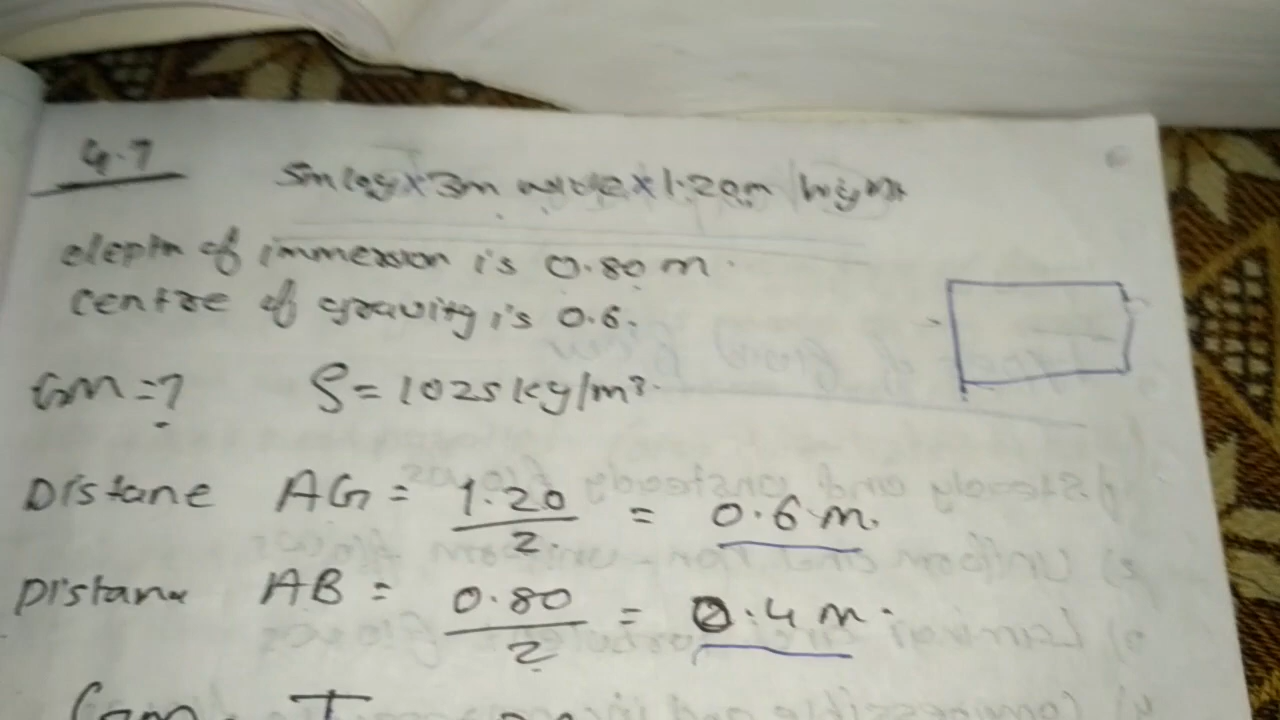 4.7
5m long x 3m wide x 1.20m hight
depth of immersion is 0.80 m.
centre of gravity is 0.6.
GM = ? ρ = 1025 kg/m³.
Distane AG = 1.20/2 = 0.6 m.
Distane AB = 0.80/2 = 0.4 m.